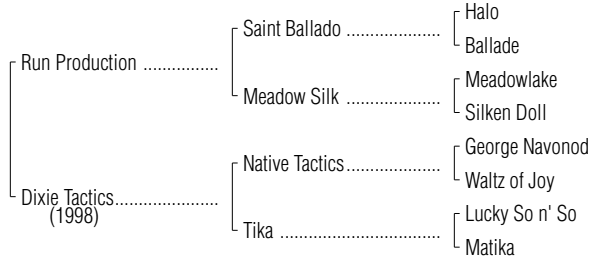 Halo
Saint Ballado ....................
Ballade
Run Production ................
Meadowlake
Meadow Silk ....................
Silken Doll
George Navonod
Native Tactics....................
Waltz of Joy
Dixie Tactics......................
(1998)
Lucky So n' So
Tika ..................................
Matika